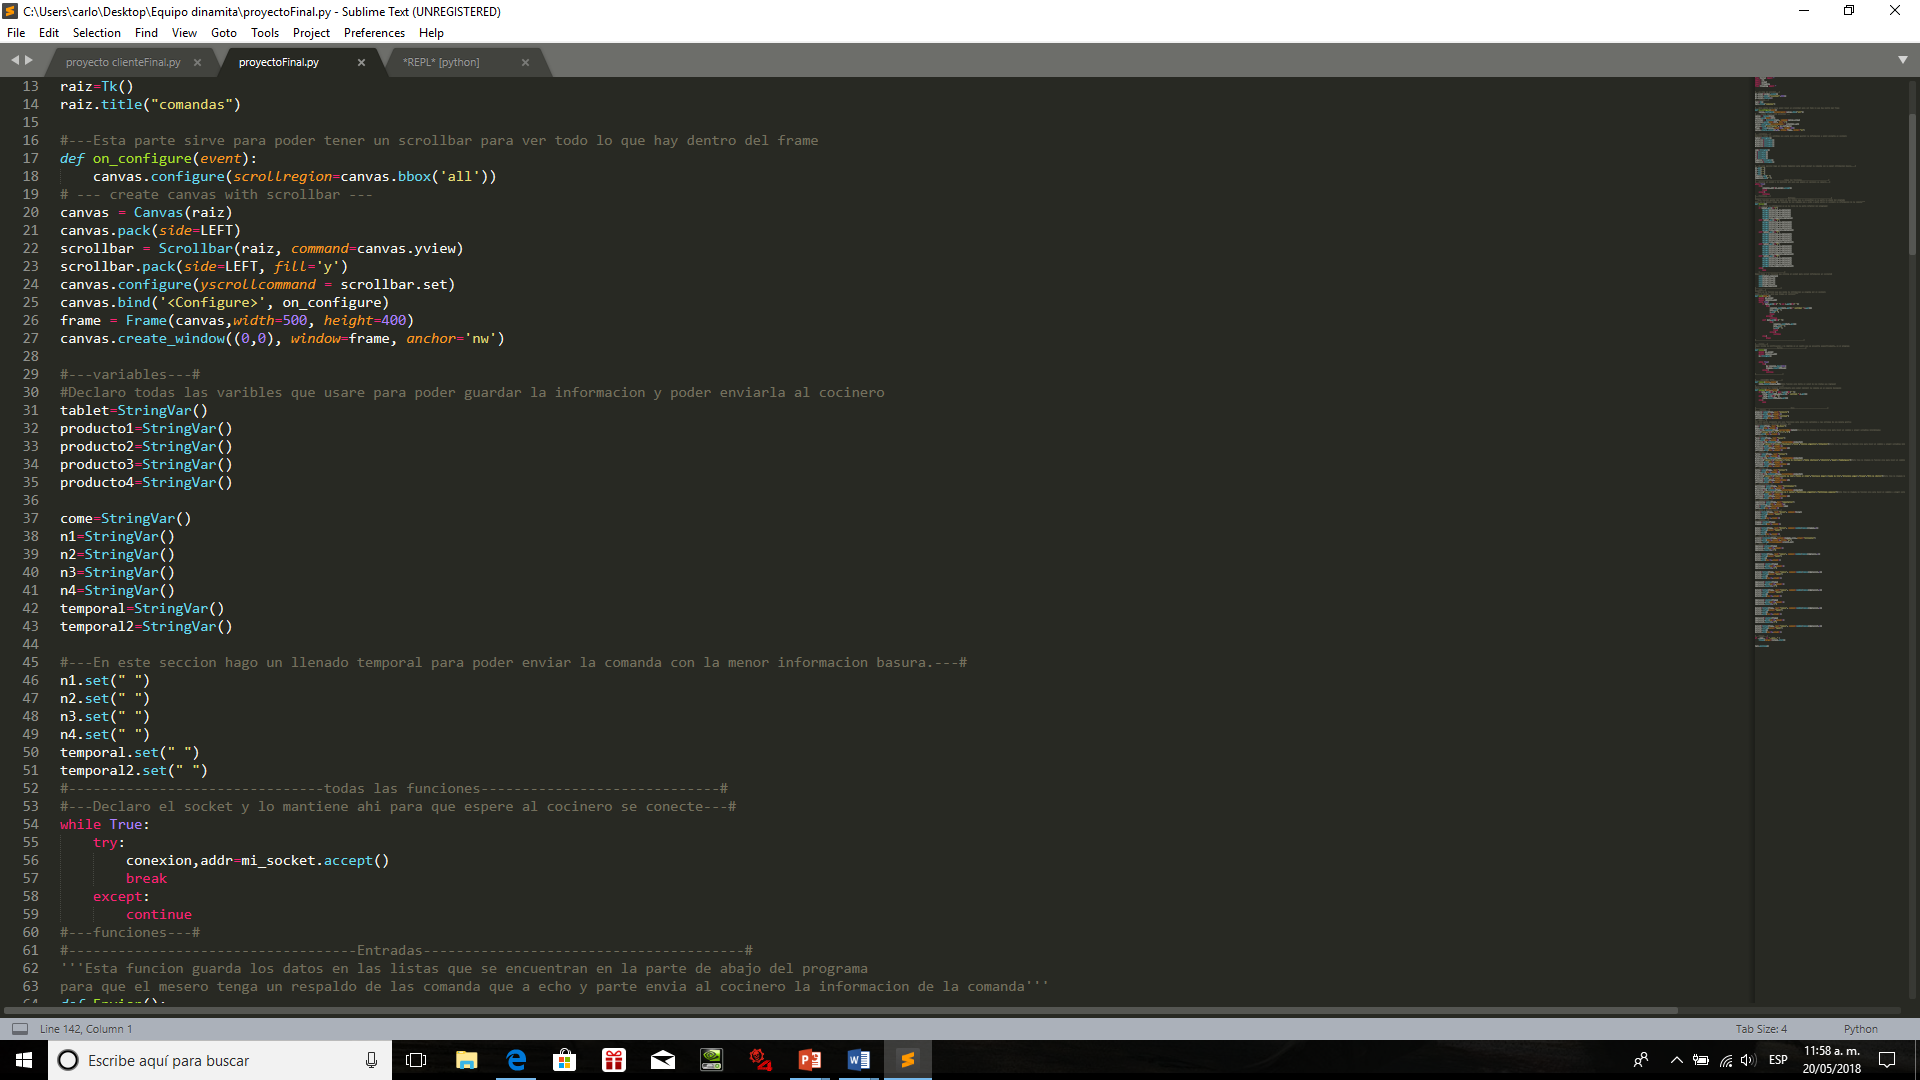 C:\Users\carlo\Desktop\Equipo dinamita\proyectoFinal.py - Sublime Text (UNREGISTERED)
File Edit Selection Find View Goto Tools Project Preferences Help
proyecto clienteFinal.py × proyectoFinal.py × *REPL* [python] ×
13 raiz=Tk()
14 raiz.title("comandas")
15
16 #---Esta parte sirve para poder tener un scrollbar para ver todo lo que hay dentro del frame
17 def on_configure(event):
18     canvas.configure(scrollregion=canvas.bbox('all'))
19 # --- create canvas with scrollbar ---
20 canvas = Canvas(raiz)
21 canvas.pack(side=LEFT)
22 scrollbar = Scrollbar(raiz, command=canvas.yview)
23 scrollbar.pack(side=LEFT, fill='y')
24 canvas.configure(yscrollcommand = scrollbar.set)
25 canvas.bind('<Configure>', on_configure)
26 frame = Frame(canvas,width=500, height=400)
27 canvas.create_window((0,0), window=frame, anchor='nw')
28
29 #---variables---#
30 #Declaro todas las varibles que usare para poder guardar la informacion y poder enviarla al cocinero
31 tablet=StringVar()
32 producto1=StringVar()
33 producto2=StringVar()
34 producto3=StringVar()
35 producto4=StringVar()
36
37 come=StringVar()
38 n1=StringVar()
39 n2=StringVar()
40 n3=StringVar()
41 n4=StringVar()
42 temporal=StringVar()
43 temporal2=StringVar()
44
45 #---En este seccion hago un llenado temporal para poder enviar la comanda con la menor informacion basura.---#
46 n1.set(" ")
47 n2.set(" ")
48 n3.set(" ")
49 n4.set(" ")
50 temporal.set(" ")
51 temporal2.set(" ")
52 #-------------------------------todas las funciones-----------------------------#
53 #---Declaro el socket y lo mantiene ahi para que espere al cocinero se conecte---#
54 while True:
55     try:
56         conexion,addr=mi_socket.accept()
57         break
58     except:
59         continue
60 #---funciones---#
61 #-----------------------------------Entradas---------------------------------------#
62 '''Esta funcion guarda los datos en las listas que se encuentran en la parte de abajo del programa
63 para que el mesero tenga un respaldo de las comanda que a echo y parte envia al cocinero la informacion de la comanda'''
64 def Enviar():
Line 142, Column 1 Tab Size: 4 Python
Escribe aquí para buscar ESP 11:58 a. m.
20/05/2018